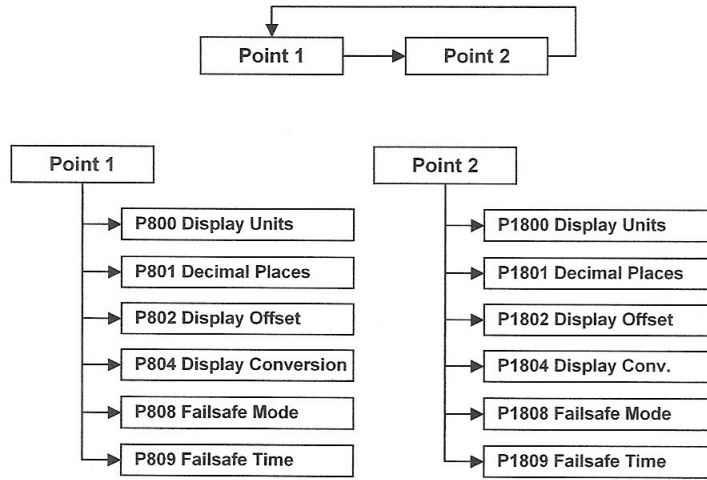 Point 1
Point 2
Point 1
P800 Display Units
P801 Decimal Places
P802 Display Offset
P804 Display Conversion
P808 Failsafe Mode
P809 Failsafe Time
Point 2
P1800 Display Units
P1801 Decimal Places
P1802 Display Offset
P1804 Display Conv.
P1808 Failsafe Mode
P1809 Failsafe Time